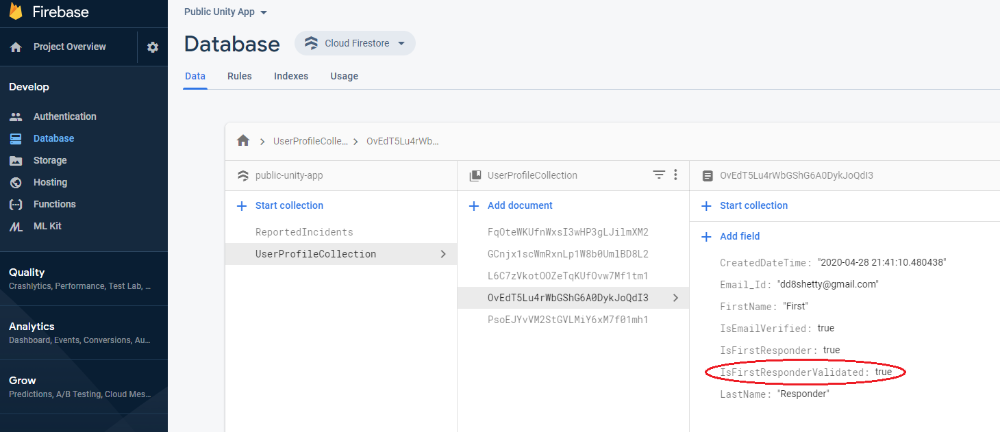 Firebase
Project Overview
Develop
Authentication
Database
Storage
Hosting
Functions
ML Kit
Quality
Crashlytics, Performance, Test Lab, ...
Analytics
Dashboard, Events, Conversions, Au...
Grow
Predictions, A/B Testing, Cloud Mes...
Public Unity App
Database
Cloud Firestore
Data Rules Indexes Usage
UserProfileColle... > OvEdT5Lu4rWb...
public-unity-app
Start collection
ReportedIncidents
UserProfileCollection
UserProfileCollection
Add document
FqOteWKUfnWxsI3wHP3gLJilmXM2
GCnjx1scWmRxnLp1W8b0UmlBD8L2
L6C7zVkotOOZeTqKUfOvw7Mf1tm1
OvEdT5Lu4rWbGShG6A0DykJoQdI3
PsoEJYvVM2StGVLMiY6xM7f01mh1
OvEdT5Lu4rWbGShG6A0DykJoQdI3
Start collection
Add field
CreatedDateTime: "2020-04-28 21:41:10.480438"
Email_Id: "dd8shetty@gmail.com"
FirstName: "First"
IsEmailVerified: true
IsFirstResponder: true
IsFirstResponderValidated: true
LastName: "Responder"